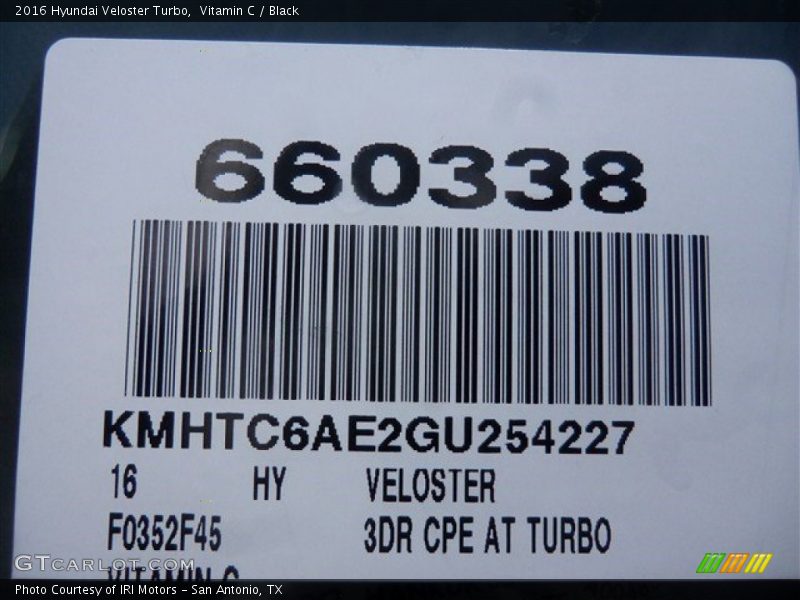 2016 Hyundai Veloster Turbo,  Vitamin C / Black
660338
KMHTC6AE2GU254227
16 HY VELOSTER
F0352F45 3DR CPE AT TURBO
VITAMIN C
GTCARLOT.COM
Photo Courtesy of IRI Motors - San Antonio, TX